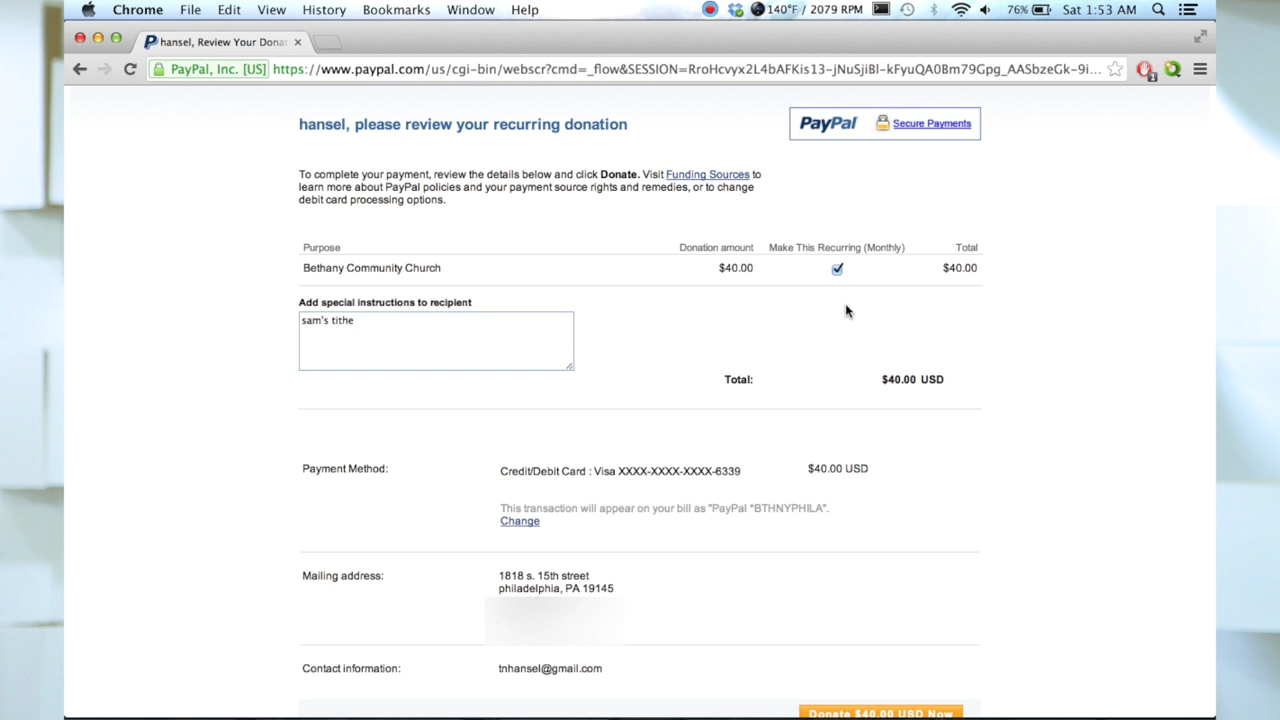 Chrome File Edit View History Bookmarks Window Help 140°F / 2079 RPM 76% Sat 1:53 AM
hansel, Review Your Dona
PayPal, Inc. [US] https://www.paypal.com/us/cgi-bin/webscr?cmd=_flow&SESSION=RroHcvyx2L4bAFKis13-jNuSjiBl-kFyuQA0Bm79Gpg_AASbzeGk-9i... 1
hansel, please review your recurring donation
PayPal Secure Payments
To complete your payment, review the details below and click Donate. Visit Funding Sources to
learn more about PayPal policies and your payment source rights and remedies, or to change
debit card processing options.
Purpose Donation amount Make This Recurring (Monthly) Total
Bethany Community Church $40.00 $40.00
Add special instructions to recipient
sam's tithe
Total: $40.00 USD
Payment Method: Credit/Debit Card : Visa XXXX-XXXX-XXXX-6339 $40.00 USD
This transaction will appear on your bill as "PayPal *BTHNYPHILA".
Change
Mailing address: 1818 s. 15th street
philadelphia, PA 19145
Contact information: tnhansel@gmail.com
Donate $40.00 USD Now